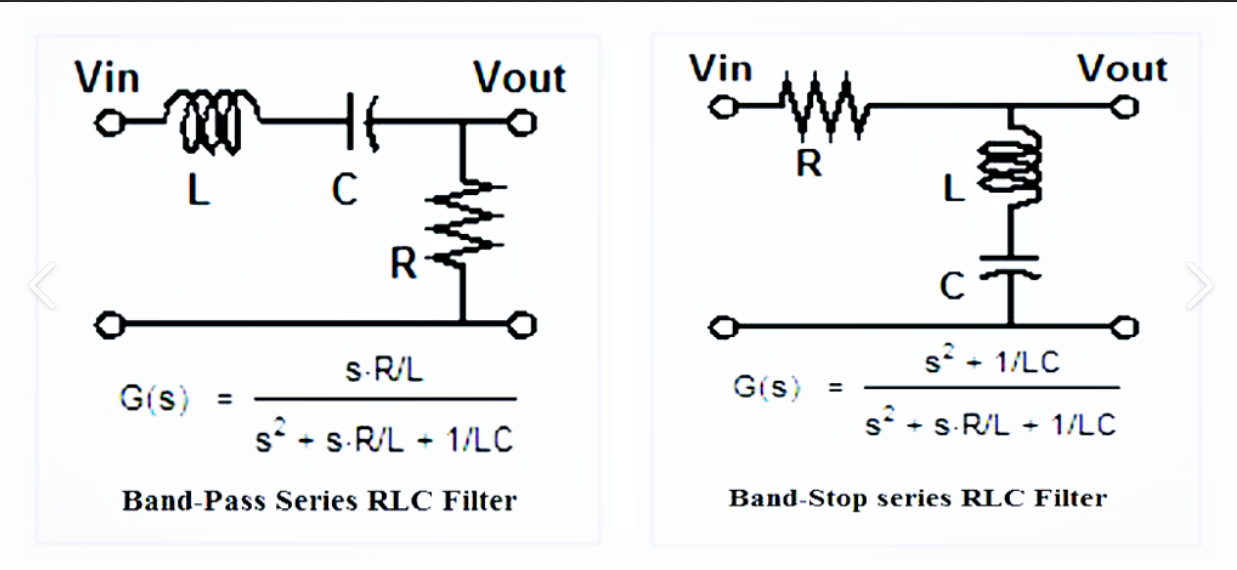 Vin Vout
L C
R
G(s) = s·R/L
s² + s·R/L + 1/LC
Band-Pass Series RLC Filter
Vin Vout
R
L
C
G(s) = s² + 1/LC
s² + s·R/L + 1/LC
Band-Stop series RLC Filter